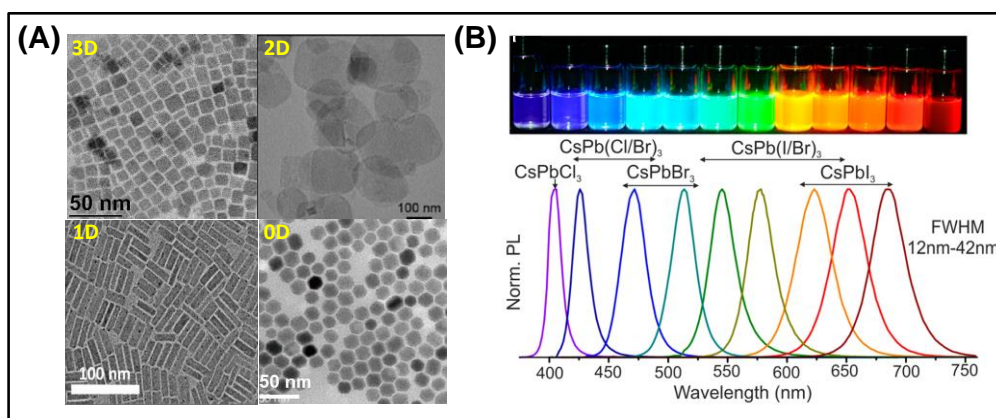 (A)
3D
50 nm
2D
100 nm
1D
100 nm
0D
50 nm
(B)
CsPb(Cl/Br)₃
CsPb(I/Br)₃
CsPbCl₃
CsPbBr₃
CsPbI₃
FWHM
12nm-42nm
Norm. PL
400 450 500 550 600 650 700 750
Wavelength (nm)